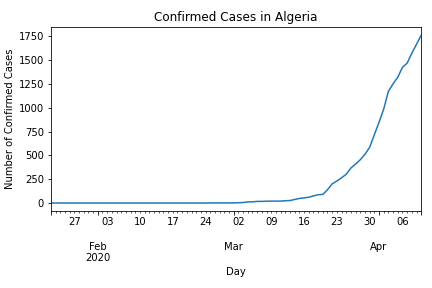 Confirmed Cases in Algeria
Number of Confirmed Cases
1750
1500
1250
1000
750
500
250
0
27 03 10 17 24 02 09 16 23 30 06
Feb Mar Apr
2020
Day